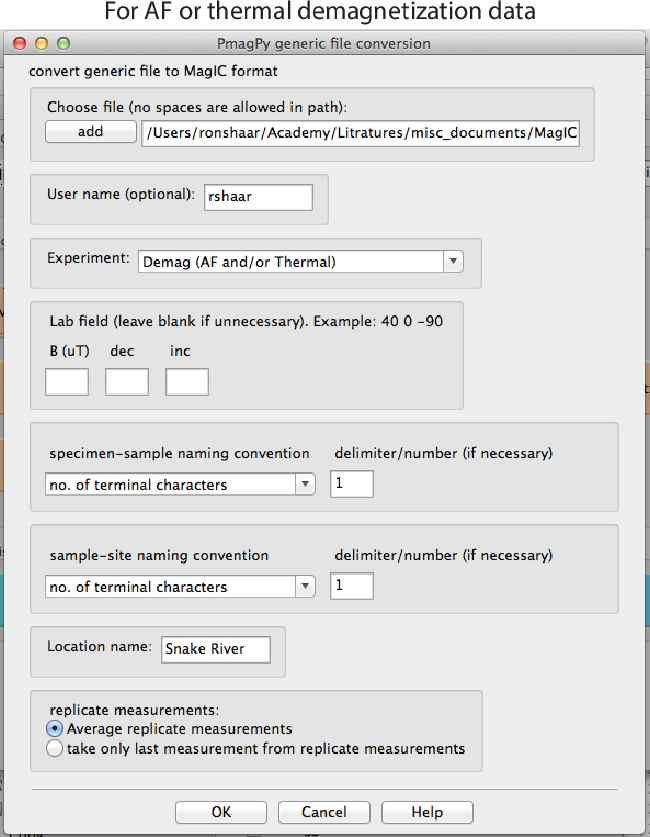 For AF or thermal demagnetization data
PmagPy generic file conversion
convert generic file to MagIC format
Choose file (no spaces are allowed in path):
add /Users/ronshaar/Academy/Litratures/misc_documents/MagIC
User name (optional): rshaar
Experiment: Demag (AF and/or Thermal)
Lab field (leave blank if unnecessary). Example: 40 0 -90
B (uT) dec inc
specimen-sample naming convention delimiter/number (if necessary)
no. of terminal characters 1
sample-site naming convention delimiter/number (if necessary)
no. of terminal characters 1
Location name: Snake River
replicate measurements:
Average replicate measurements
take only last measurement from replicate measurements
OK Cancel Help